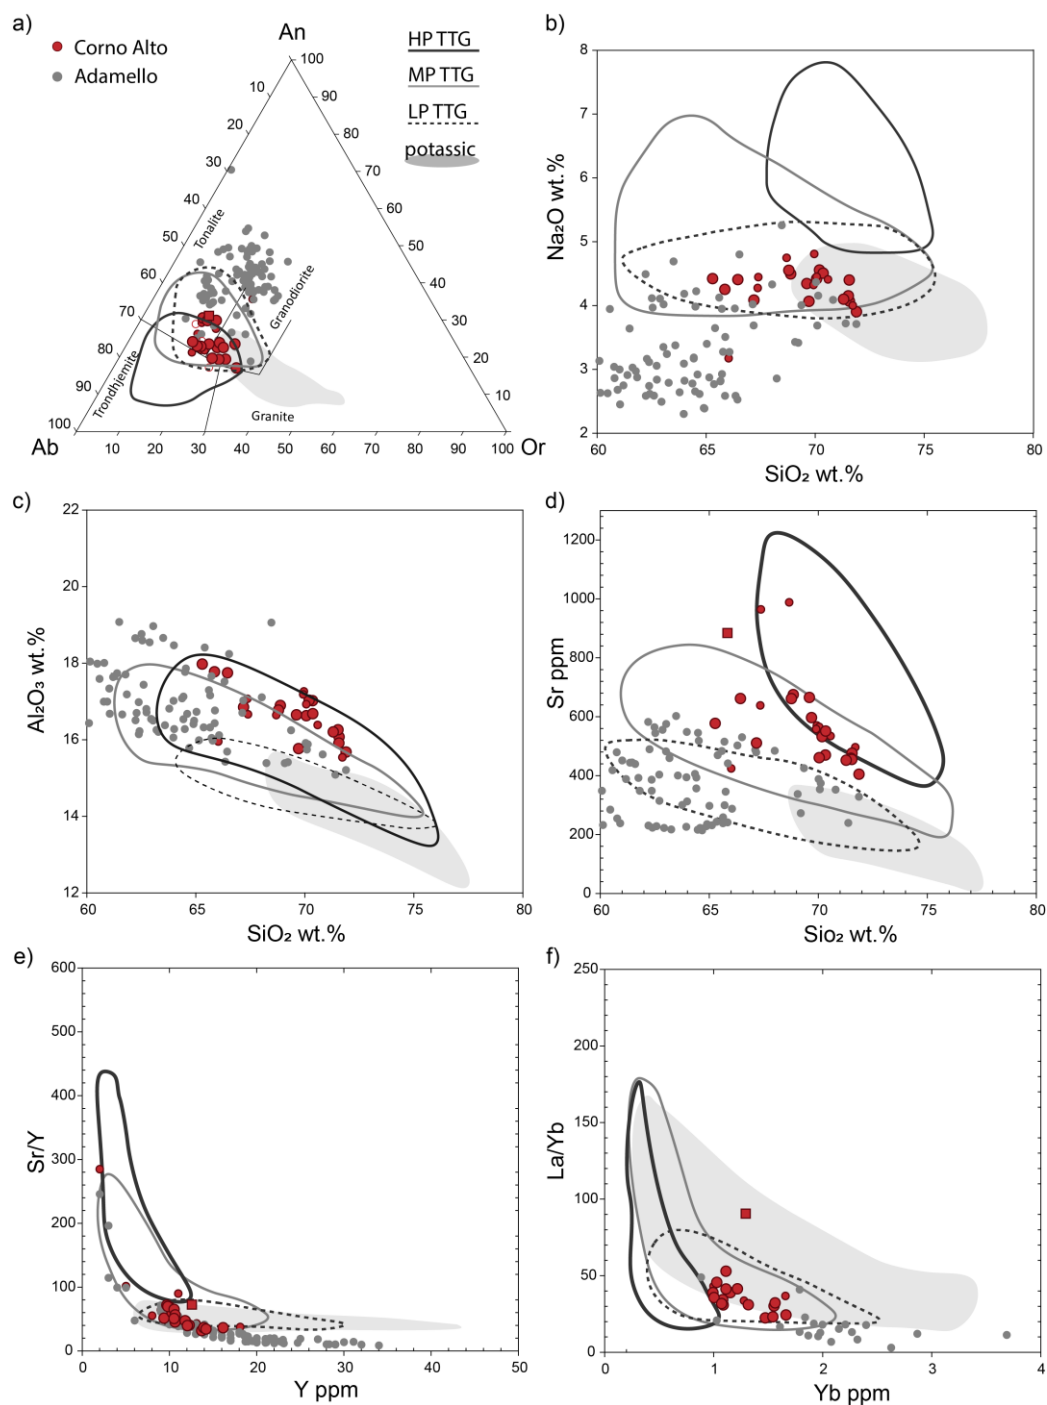 a)
Corno Alto
Adamello
An
HP TTG
MP TTG
LP TTG
potassic
100
90
80
70
60
50
40
30
20
10
10
20
30
40
50
60
70
80
90
100
Tonalite
Granodiorite
Trondhjemite
Granite
Ab
10 20 30 40 50 60 70 80 90 100
Or
b)
Na₂O wt.%
8
7
6
5
4
3
2
60 65 70 75 80
SiO₂ wt.%
c)
Al₂O₃ wt.%
22
20
18
16
14
12
60 65 70 75 80
SiO₂ wt.%
d)
Sr ppm
1200
1000
800
600
400
200
0
60 65 70 75 80
Sio₂ wt.%
e)
Sr/Y
600
500
400
300
200
100
0
0 10 20 30 40 50
Y ppm
f)
La/Yb
250
200
150
100
50
0
0 1 2 3 4
Yb ppm